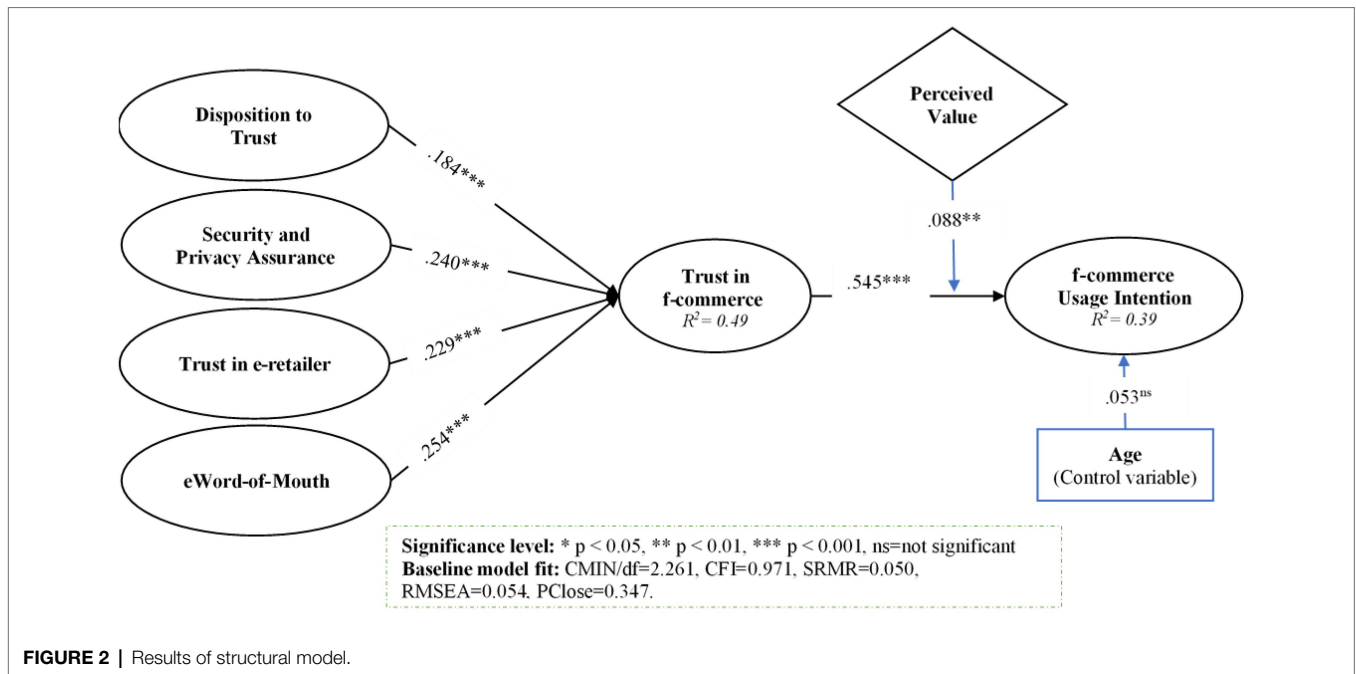 Disposition to
Trust
.184***
Security and
Privacy Assurance
.240***
Trust in e-retailer
.229***
eWord-of-Mouth
.254***
Trust in
f-commerce
R² = 0.49
.545***
Perceived
Value
.088**
f-commerce
Usage Intention
R² = 0.39
.053ⁿˢ
Age
(Control variable)
Significance level: * p < 0.05, ** p < 0.01, *** p < 0.001, ns=not significant
Baseline model fit: CMIN/df=2.261, CFI=0.971, SRMR=0.050,
RMSEA=0.054, PClose=0.347.
FIGURE 2 | Results of structural model.